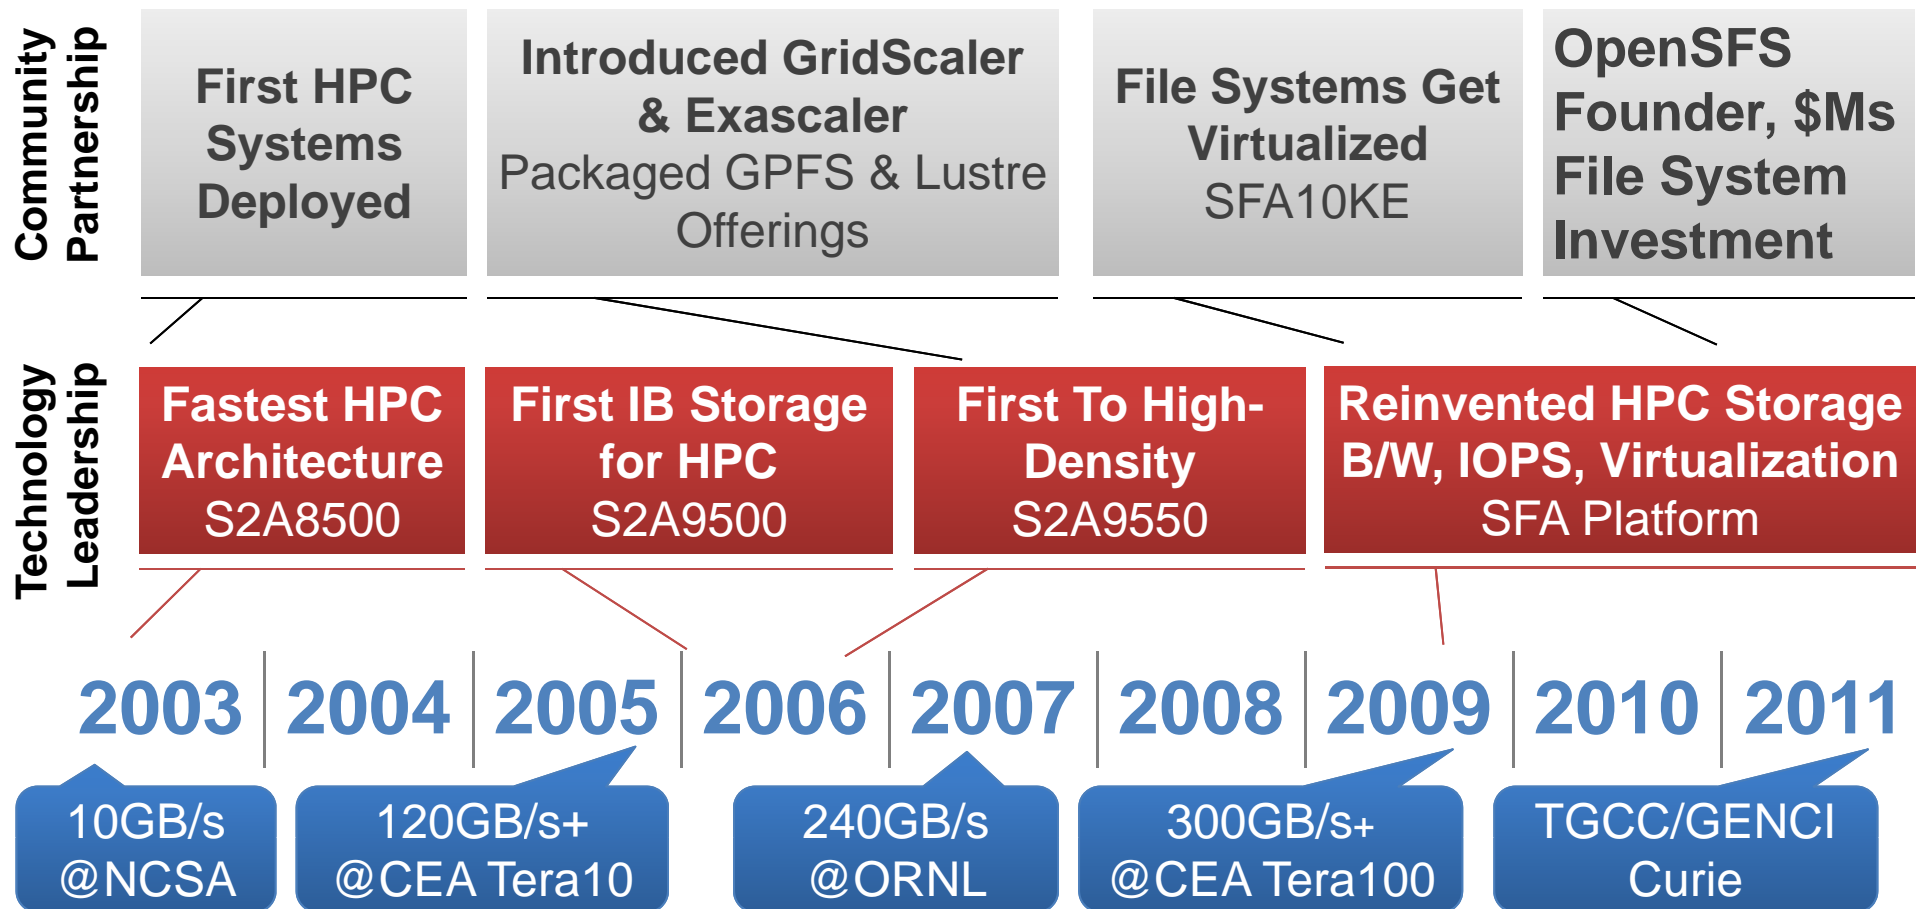 Community
Partnership
First HPC
Systems
Deployed
Introduced GridScaler
& Exascaler
Packaged GPFS & Lustre
Offerings
File Systems Get
Virtualized
SFA10KE
OpenSFS
Founder, $Ms
File System
Investment
Technology
Leadership
Fastest HPC
Architecture
S2A8500
First IB Storage
for HPC
S2A9500
First To High-
Density
S2A9550
Reinvented HPC Storage
B/W, IOPS, Virtualization
SFA Platform
2003 2004 2005 2006 2007 2008 2009 2010 2011
10GB/s
@NCSA
120GB/s+
@CEA Tera10
240GB/s
@ORNL
300GB/s+
@CEA Tera100
TGCC/GENCI
Curie